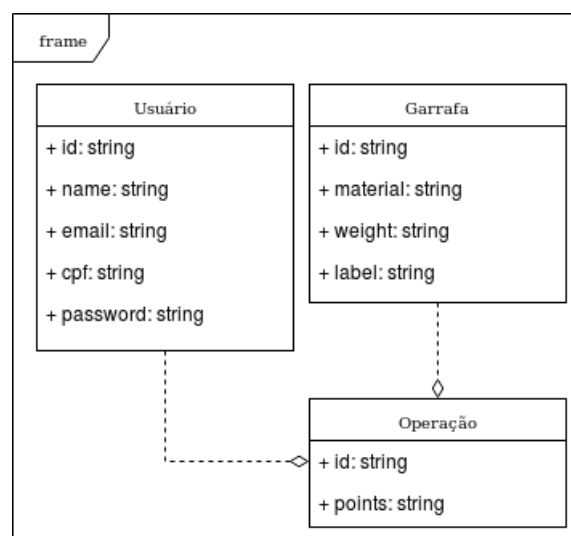 frame
Usuário
+ id: string
+ name: string
+ email: string
+ cpf: string
+ password: string
Garrafa
+ id: string
+ material: string
+ weight: string
+ label: string
Operação
+ id: string
+ points: string